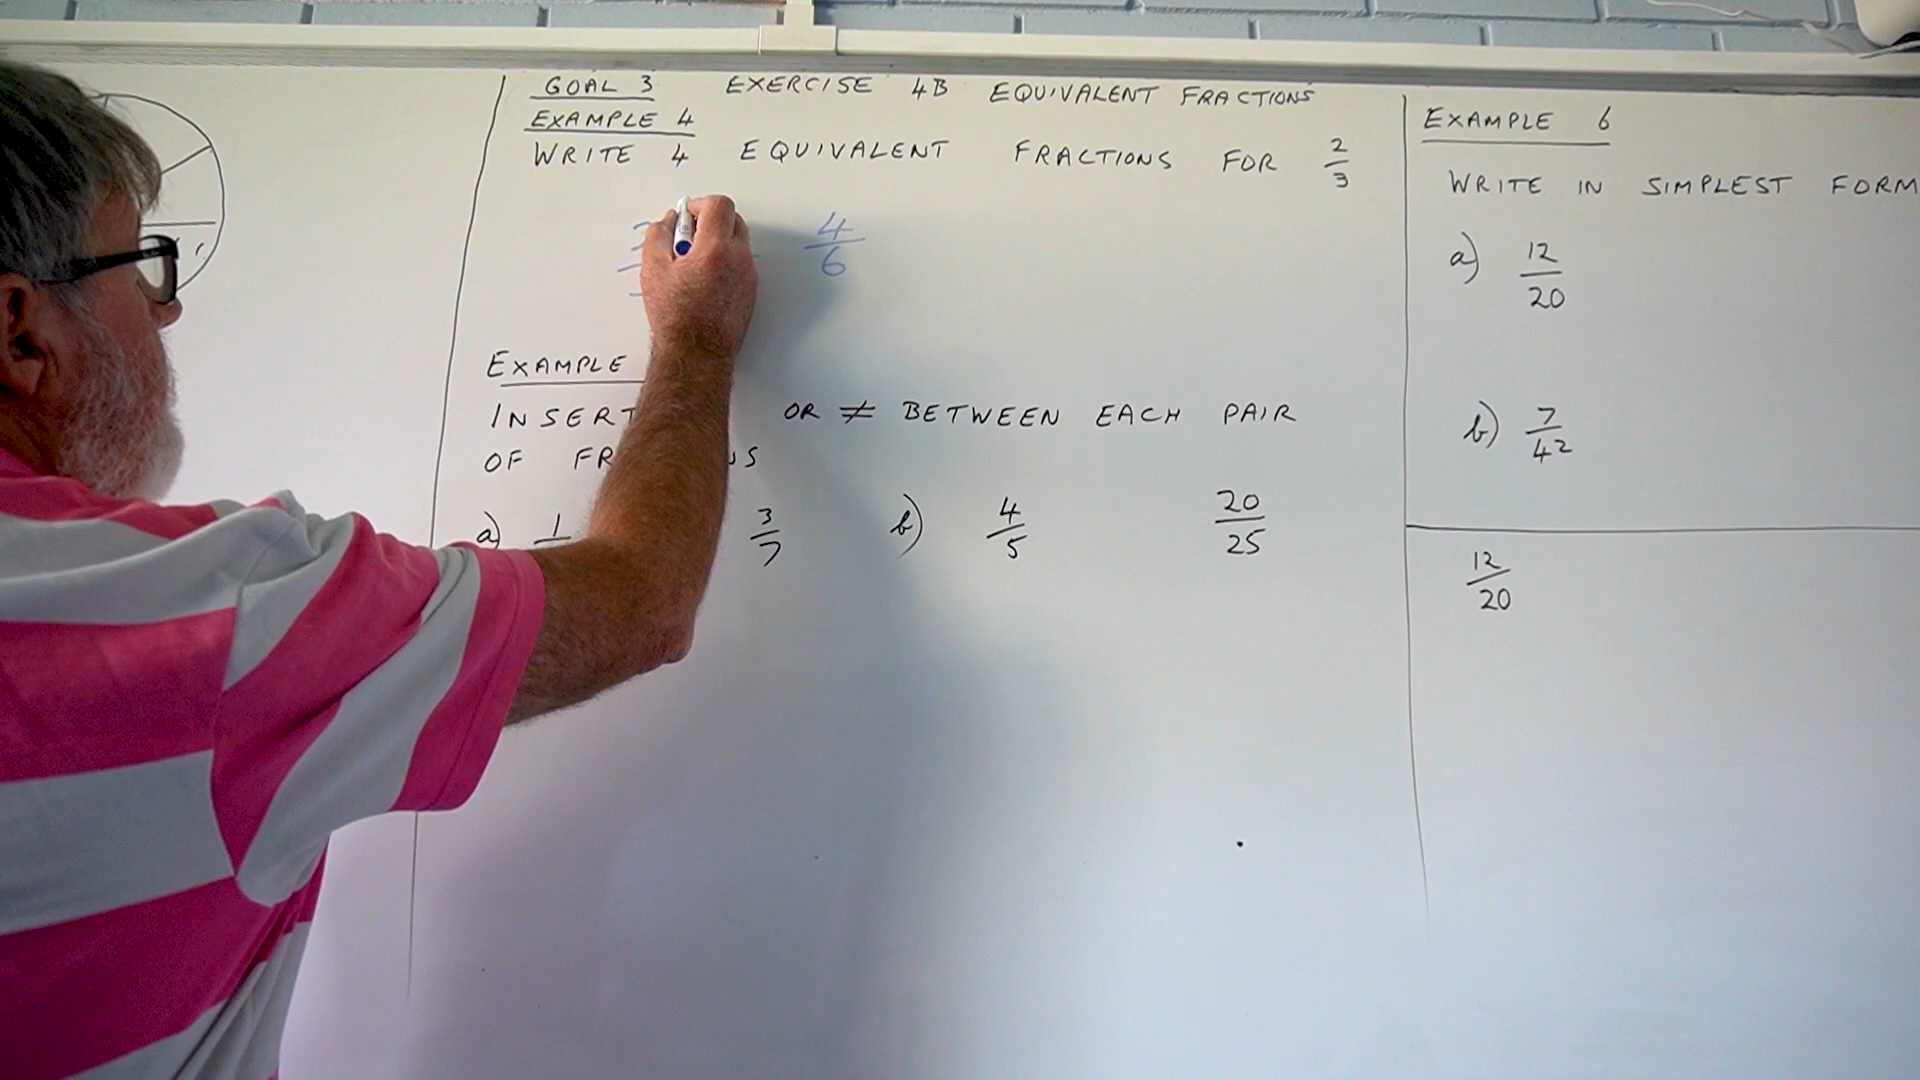 GOAL 3 EXERCISE 4B EQUIVALENT FRACTIONS
EXAMPLE 4
WRITE 4 EQUIVALENT FRACTIONS FOR 2/3
4/6
EXAMPLE
INSERT OR ≠ BETWEEN EACH PAIR
OF
a) 1 3/7 b) 4/5 20/25
EXAMPLE 6
WRITE IN SIMPLEST FORM
a) 12/20
b) 7/42
12/20